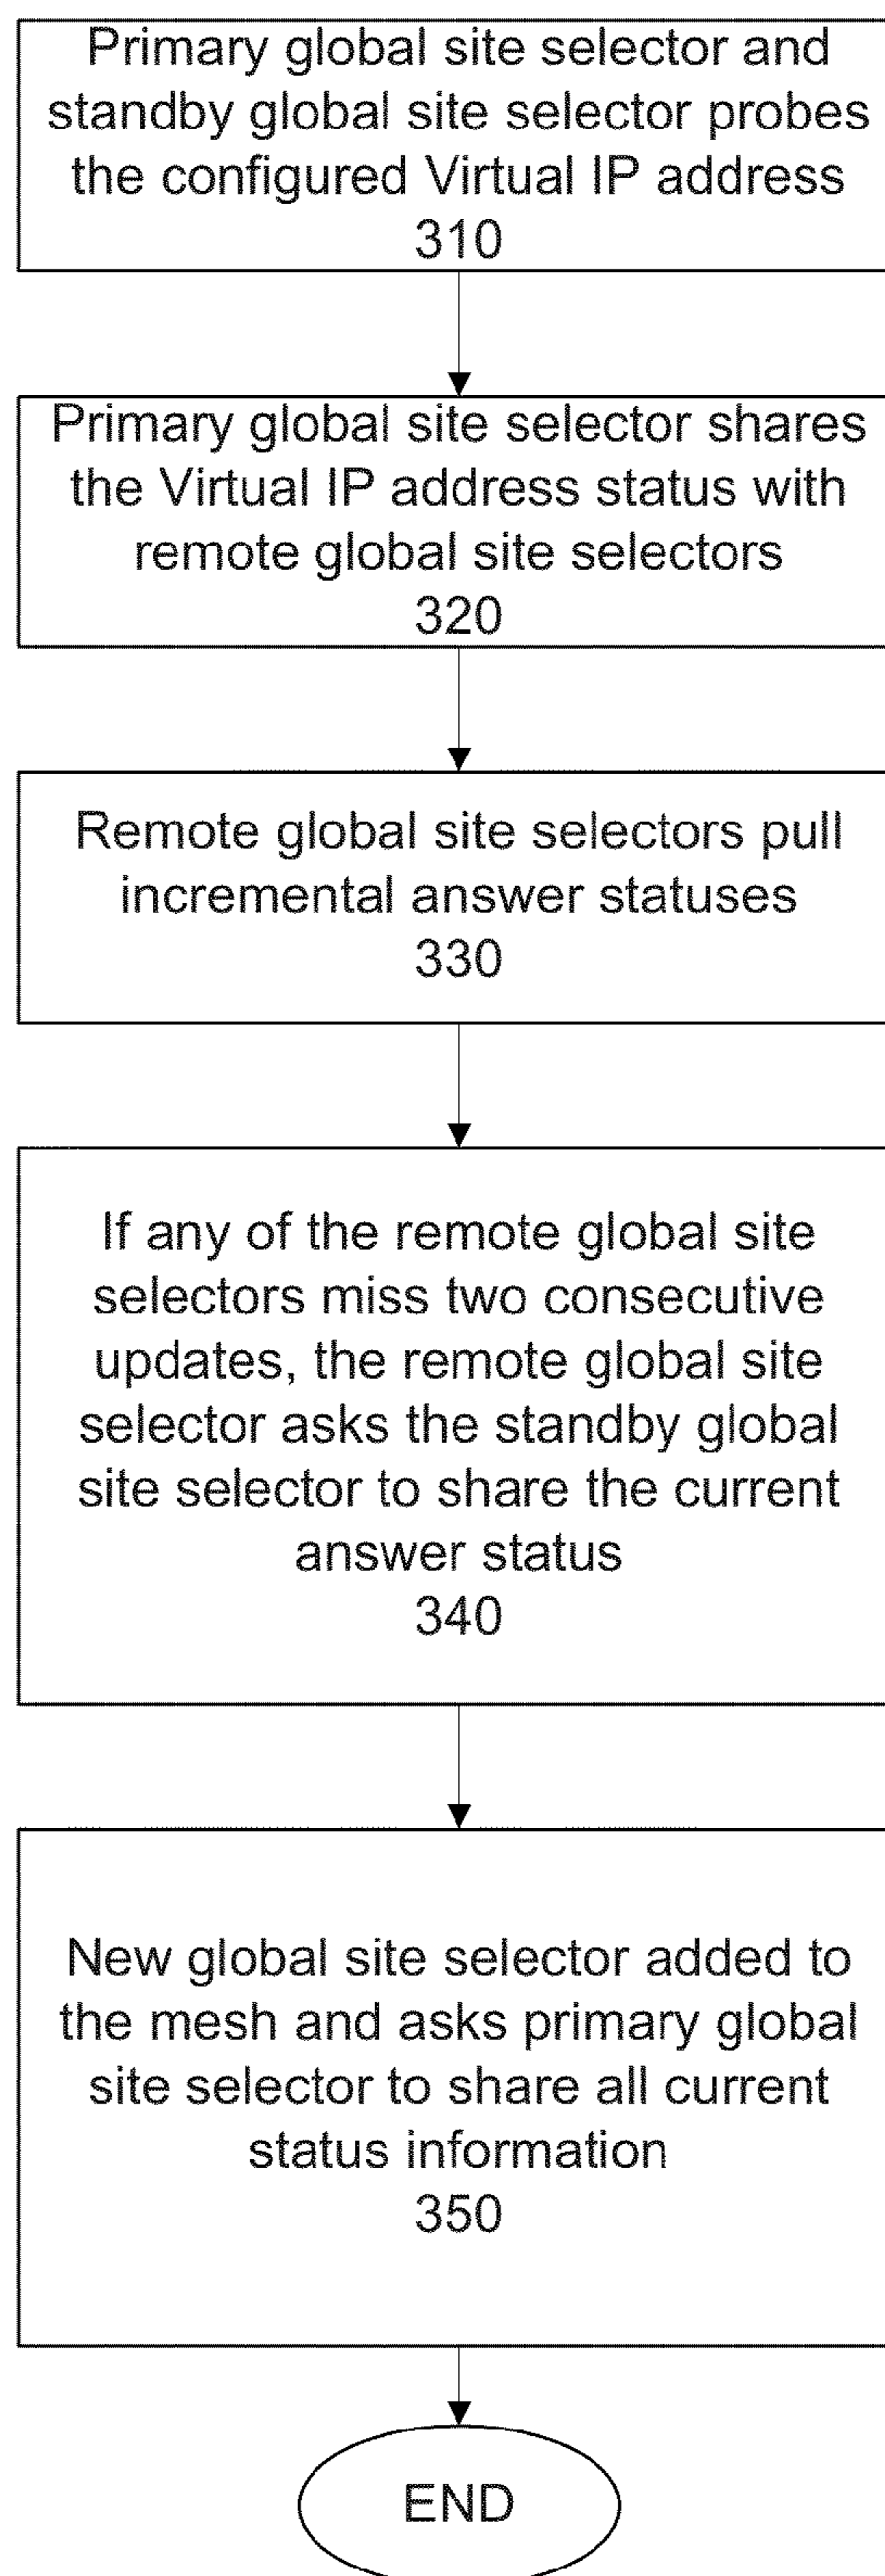 Primary global site selector and
standby global site selector probes
the configured Virtual IP address
310
Primary global site selector shares
the Virtual IP address status with
remote global site selectors
320
Remote global site selectors pull
incremental answer statuses
330
If any of the remote global site
selectors miss two consecutive
updates, the remote global site
selector asks the standby global
site selector to share the current
answer status
340
New global site selector added to
the mesh and asks primary global
site selector to share all current
status information
350
END